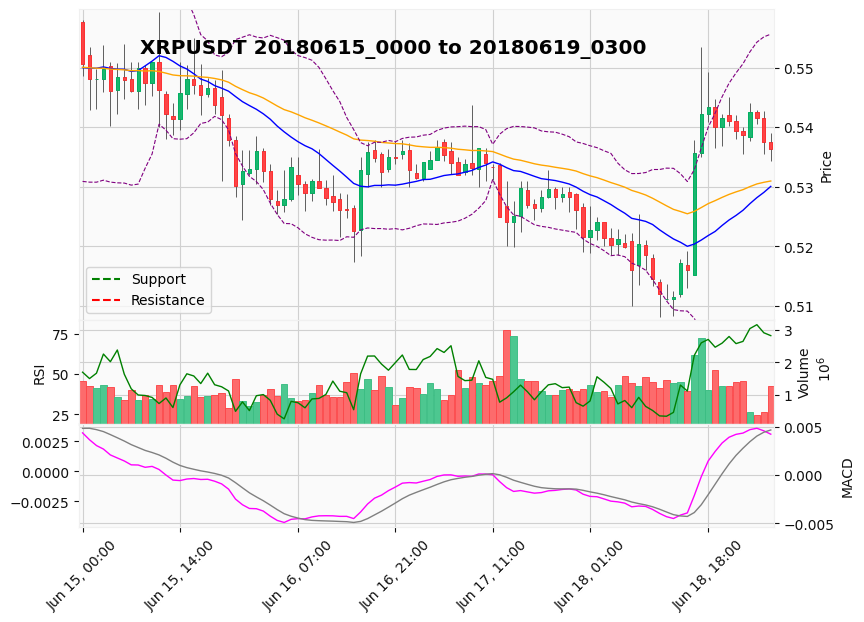 XRPUSDT 20180615_0000 to 20180619_0300
0.55
0.54
0.53
0.52
0.51
Price
Support
Resistance
75
50
25
RSI
3
2
1
Volume
10⁶
0.0025
0.0000
−0.0025
0.005
0.000
−0.005
MACD
Jun 15, 00:00
Jun 15, 14:00
Jun 16, 07:00
Jun 16, 21:00
Jun 17, 11:00
Jun 18, 01:00
Jun 18, 18:00